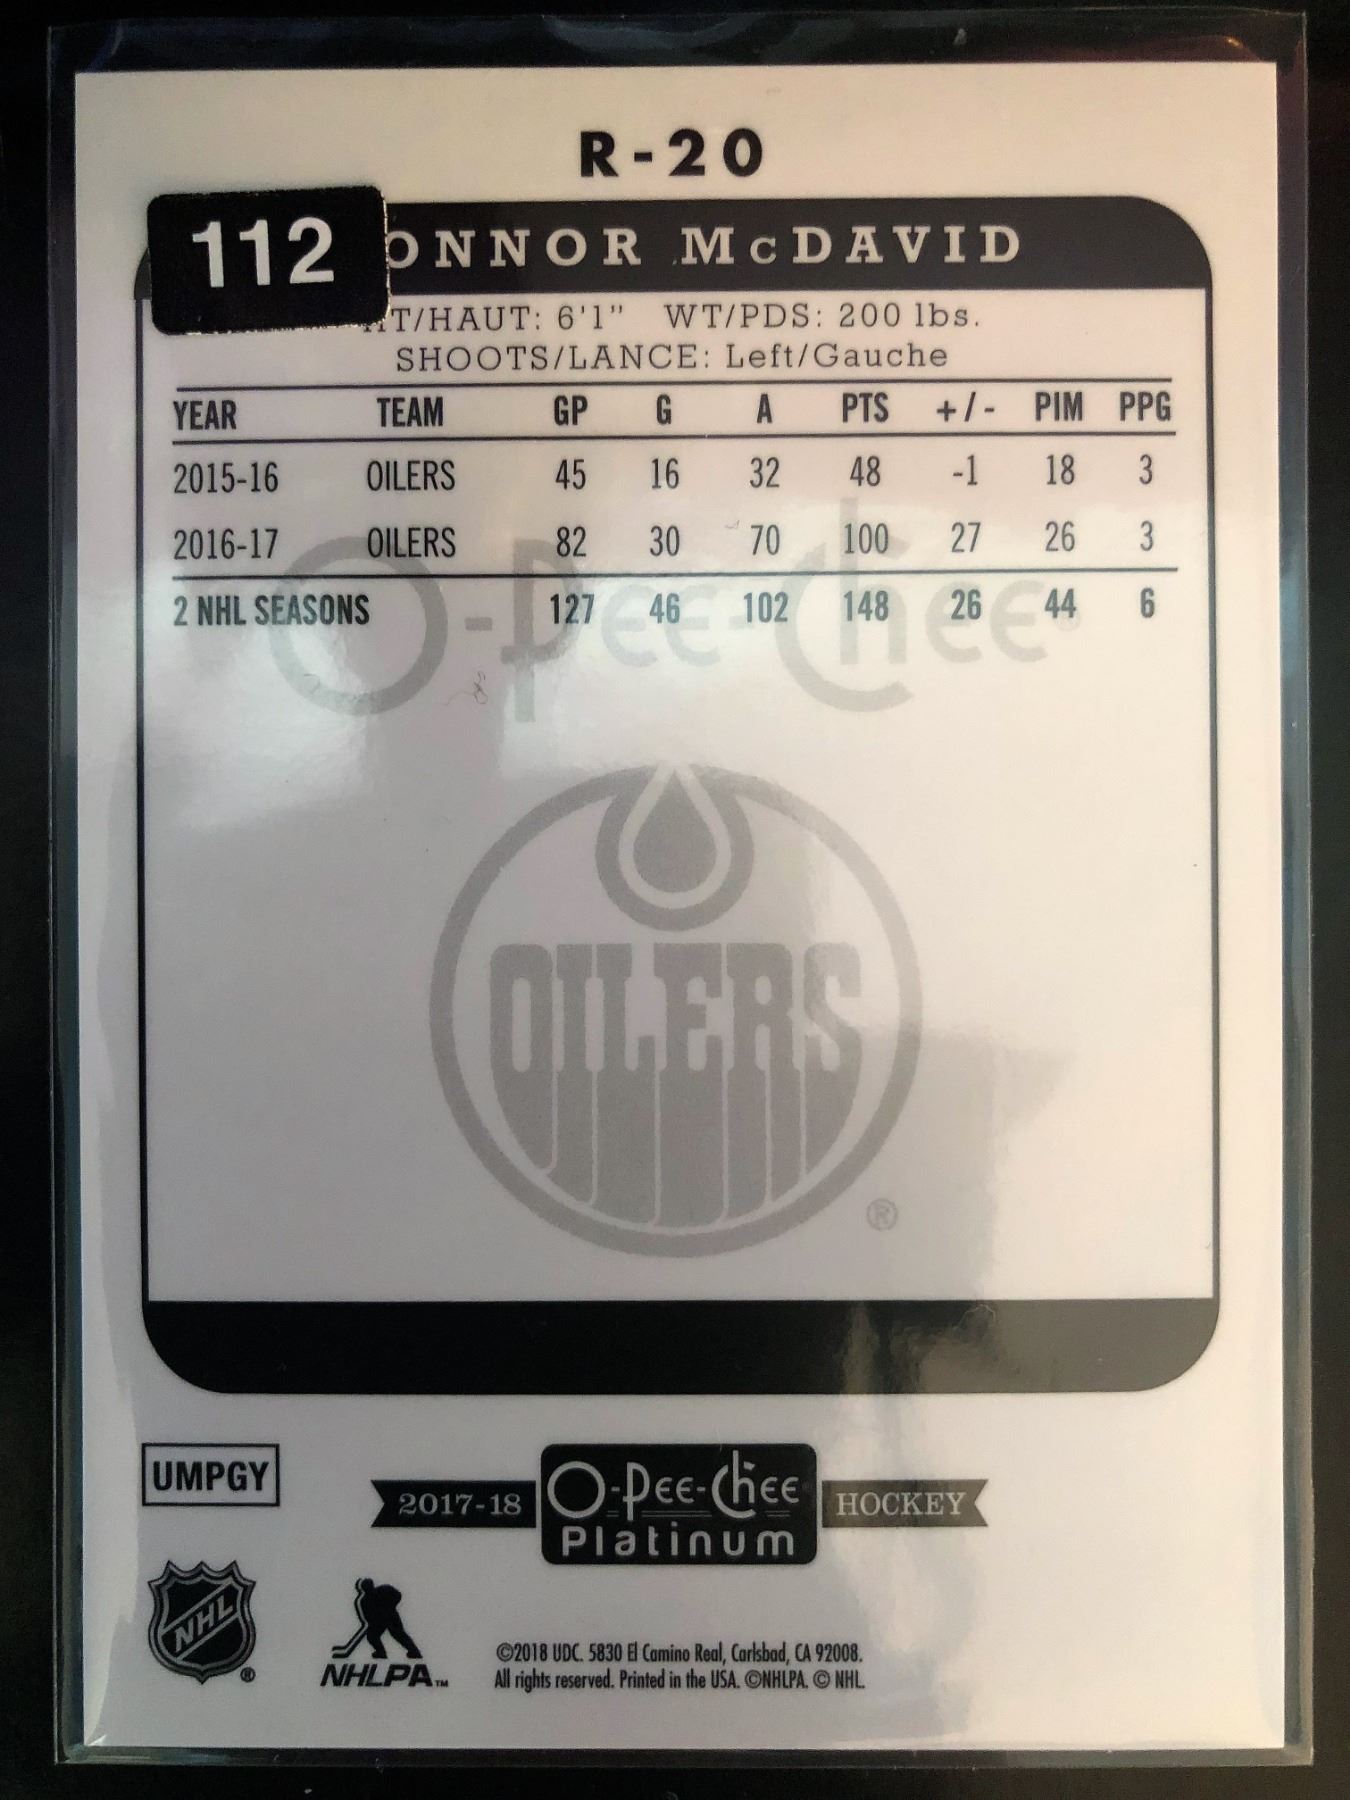 R-20
112
ONNOR McDAVID
HT/HAUT: 6'1" WT/PDS: 200 lbs.
SHOOTS/LANCE: Left/Gauche
YEAR TEAM GP G A PTS +/- PIM PPG
2015-16 OILERS 45 16 32 48 -1 18 3
2016-17 OILERS 82 30 70 100 27 26 3
2 NHL SEASONS 127 46 102 148 26 44 6
O-Pee-Chee®
OILERS
®
UMPGY
2017-18 O-Pee-Chee® HOCKEY
Platinum
NHL ®
NHLPA™
©2018 UDC. 5830 El Camino Real, Carlsbad, CA 92008.
All rights reserved. Printed in the USA. ©NHLPA. © NHL.